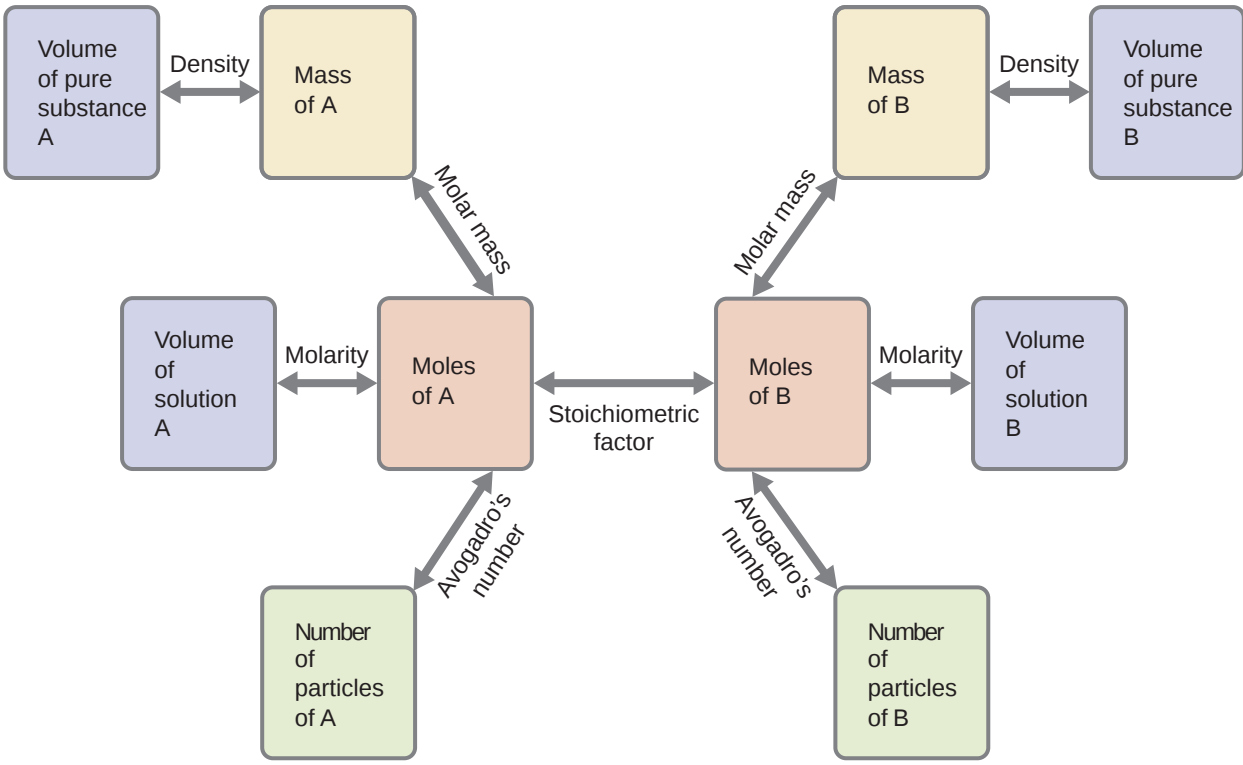 Volume
of pure
substance
A
Density
Mass
of A
Mass
of B
Density
Volume
of pure
substance
B
Molar mass
Molar mass
Volume
of
solution
A
Molarity
Moles
of A
Stoichiometric
factor
Moles
of B
Molarity
Volume
of
solution
B
Avogadro’s
number
Avogadro’s
number
Number
of
particles
of A
Number
of
particles
of B